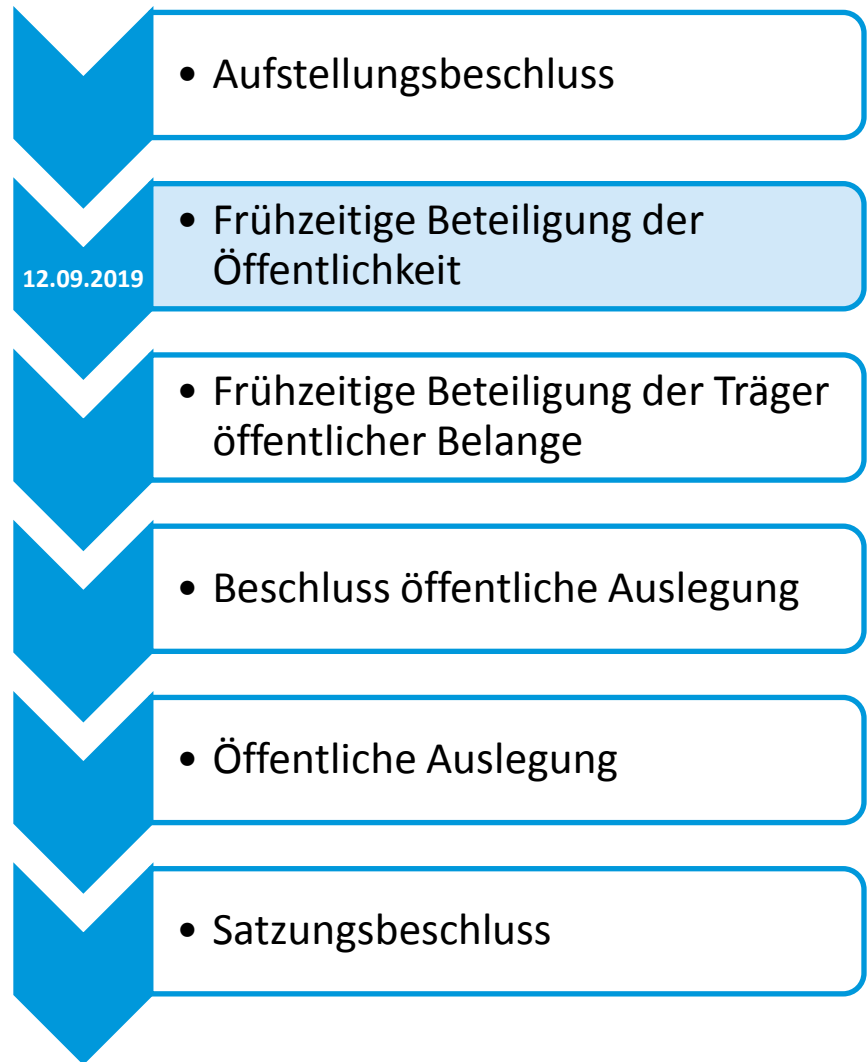 • Aufstellungsbeschluss
12.09.2019
• Frühzeitige Beteiligung der
Öffentlichkeit
• Frühzeitige Beteiligung der Träger
öffentlicher Belange
• Beschluss öffentliche Auslegung
• Öffentliche Auslegung
• Satzungsbeschluss